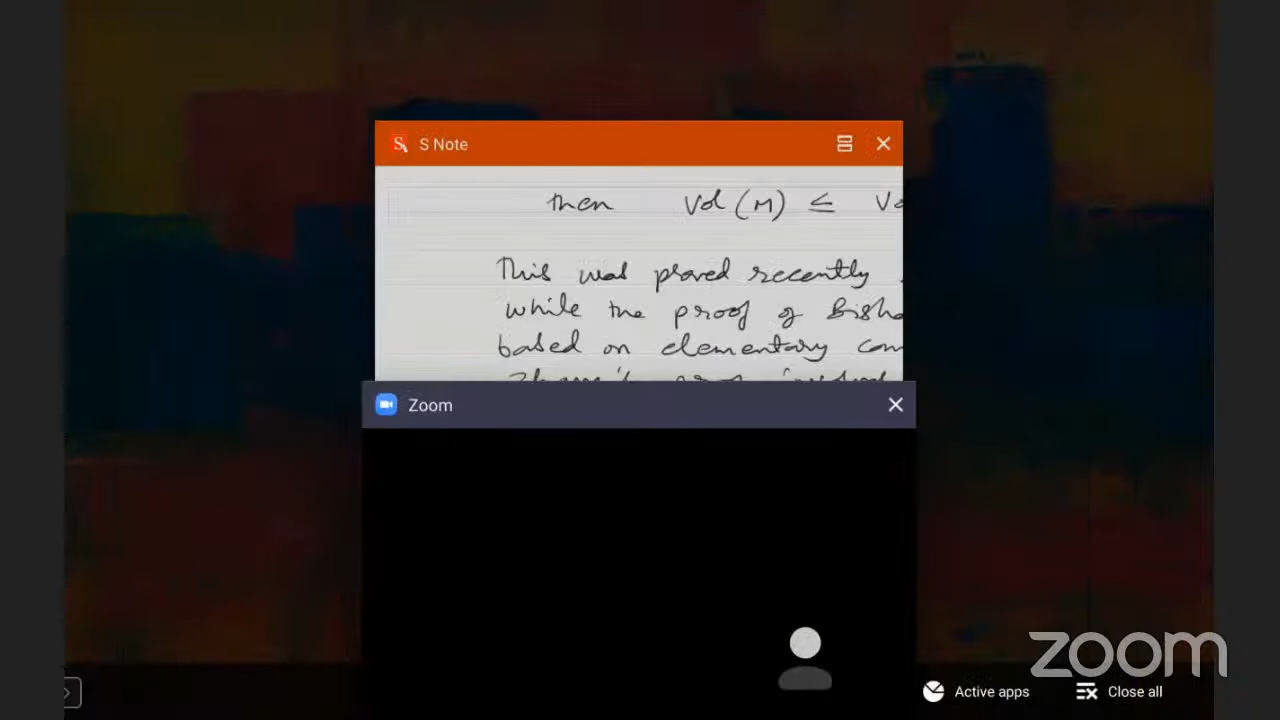 S Note
then Vol (M) ≤
This was proved recently
while the proof of
based on elementary
Zoom
zoom
Active apps
Close all